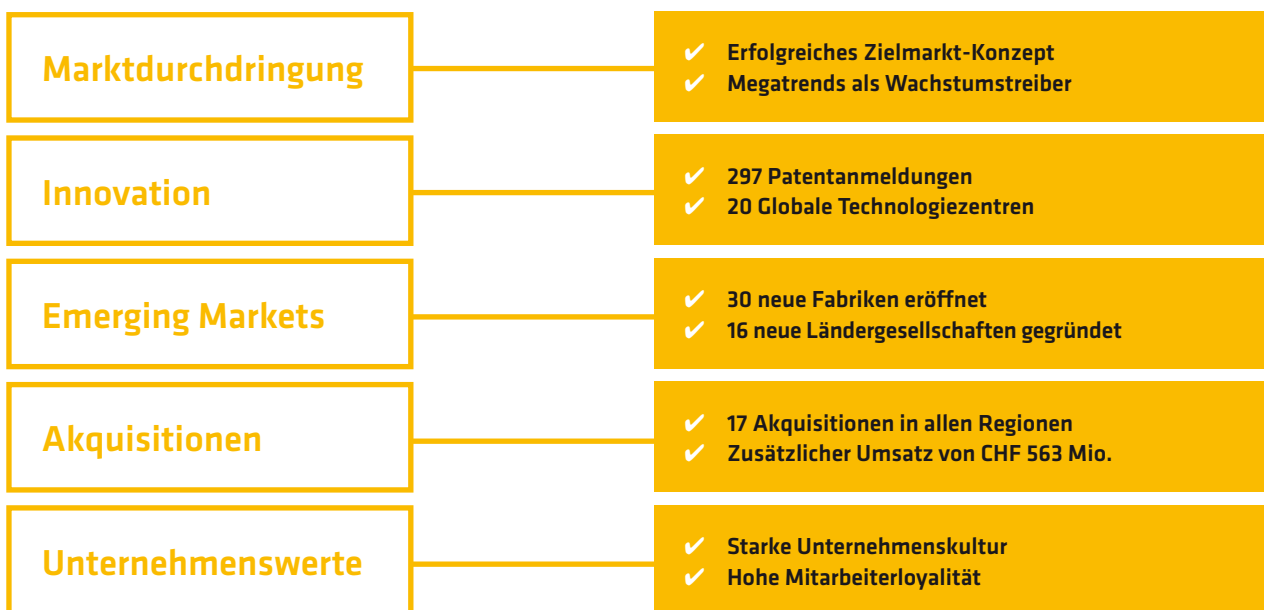 Marktdurchdringung
✔ Erfolgreiches Zielmarkt-Konzept
✔ Megatrends als Wachstumstreiber
Innovation
✔ 297 Patentanmeldungen
✔ 20 Globale Technologiezentren
Emerging Markets
✔ 30 neue Fabriken eröffnet
✔ 16 neue Ländergesellschaften gegründet
Akquisitionen
✔ 17 Akquisitionen in allen Regionen
✔ Zusätzlicher Umsatz von CHF 563 Mio.
Unternehmenswerte
✔ Starke Unternehmenskultur
✔ Hohe Mitarbeiterloyalität